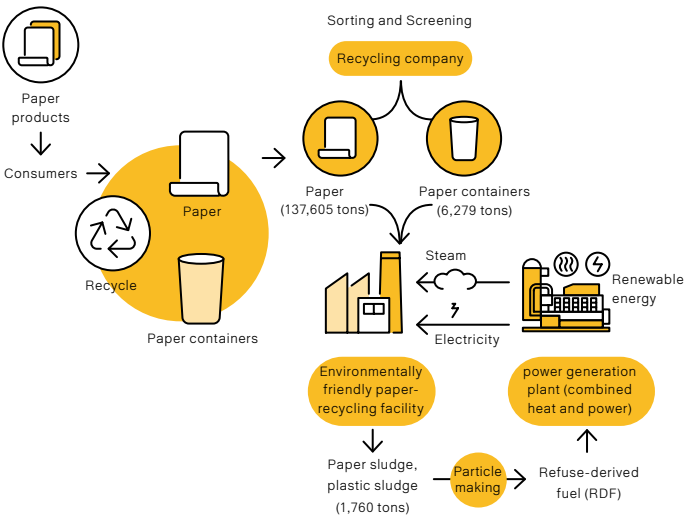 Sorting and Screening
Recycling company
Paper
products
Consumers
Paper
Recycle
Paper containers
Paper
(137,605 tons)
Paper containers
(6,279 tons)
Steam
Electricity
Renewable
energy
Environmentally
friendly paper-
recycling facility
power generation
plant (combined
heat and power)
Paper sludge,
plastic sludge
(1,760 tons)
Particle
making
Refuse-derived
fuel (RDF)